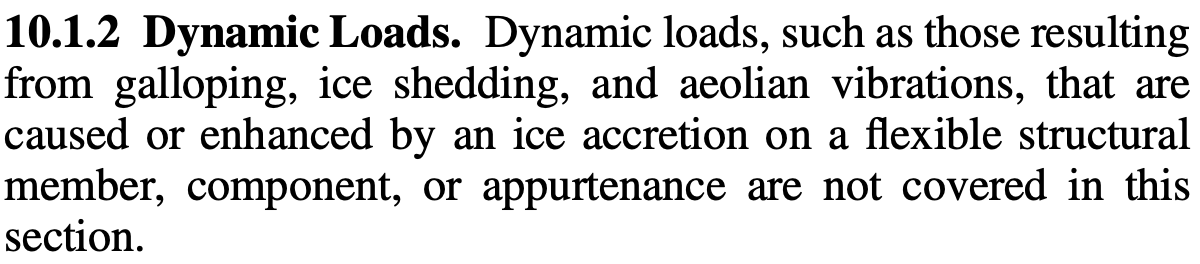 10.1.2 Dynamic Loads. Dynamic loads, such as those resulting
from galloping, ice shedding, and aeolian vibrations, that are
caused or enhanced by an ice accretion on a flexible structural
member, component, or appurtenance are not covered in this
section.